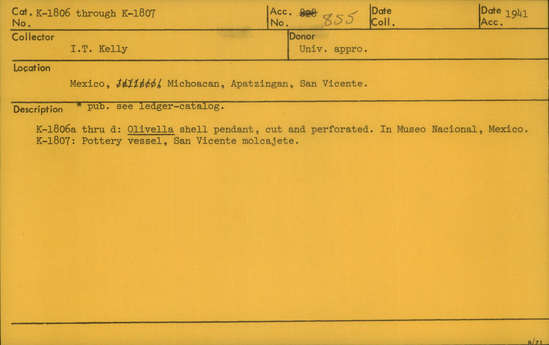 Cat. K-1806 through K-1807 Acc. 828 855 Date Date 1941
No. No. Coll. Acc.
Collector Donor
I.T. Kelly Univ. appro.
Location
Mexico, Jalisco, Michoacan, Apatzingan, San Vicente.
Description * pub. see ledger-catalog.
K-1806a thru d: Olivella shell pendant, cut and perforated. In Museo Nacional, Mexico.
K-1807: Pottery vessel, San Vicente molcajete.